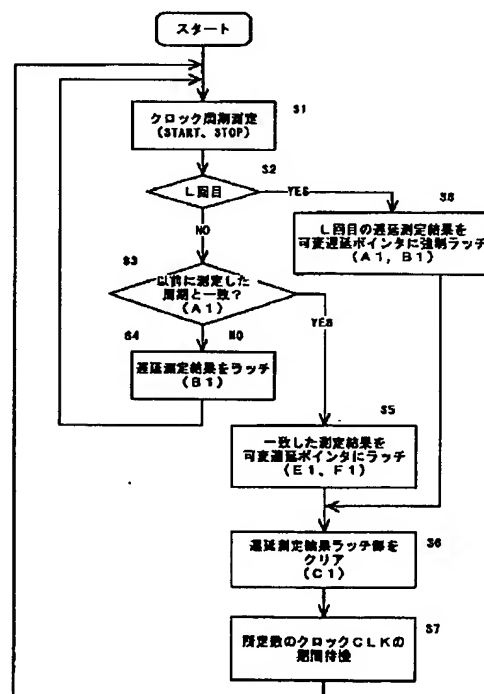 スタート
S1
クロック周期測定
(START、STOP)
S2
L回目
YES
NO
S8
L回目の遅延測定結果を
可変遅延ポインタに強制ラッチ
(A1, B1)
S3
以前に測定した
周期と一致?
(A1)
YES
S4
NO
遅延測定結果をラッチ
(B1)
S5
一致した測定結果を
可変遅延ポインタにラッチ
(E1、F1)
S6
遅延測定結果ラッチ部を
クリア
(C1)
S7
所定数のクロックCLKの
期間待機